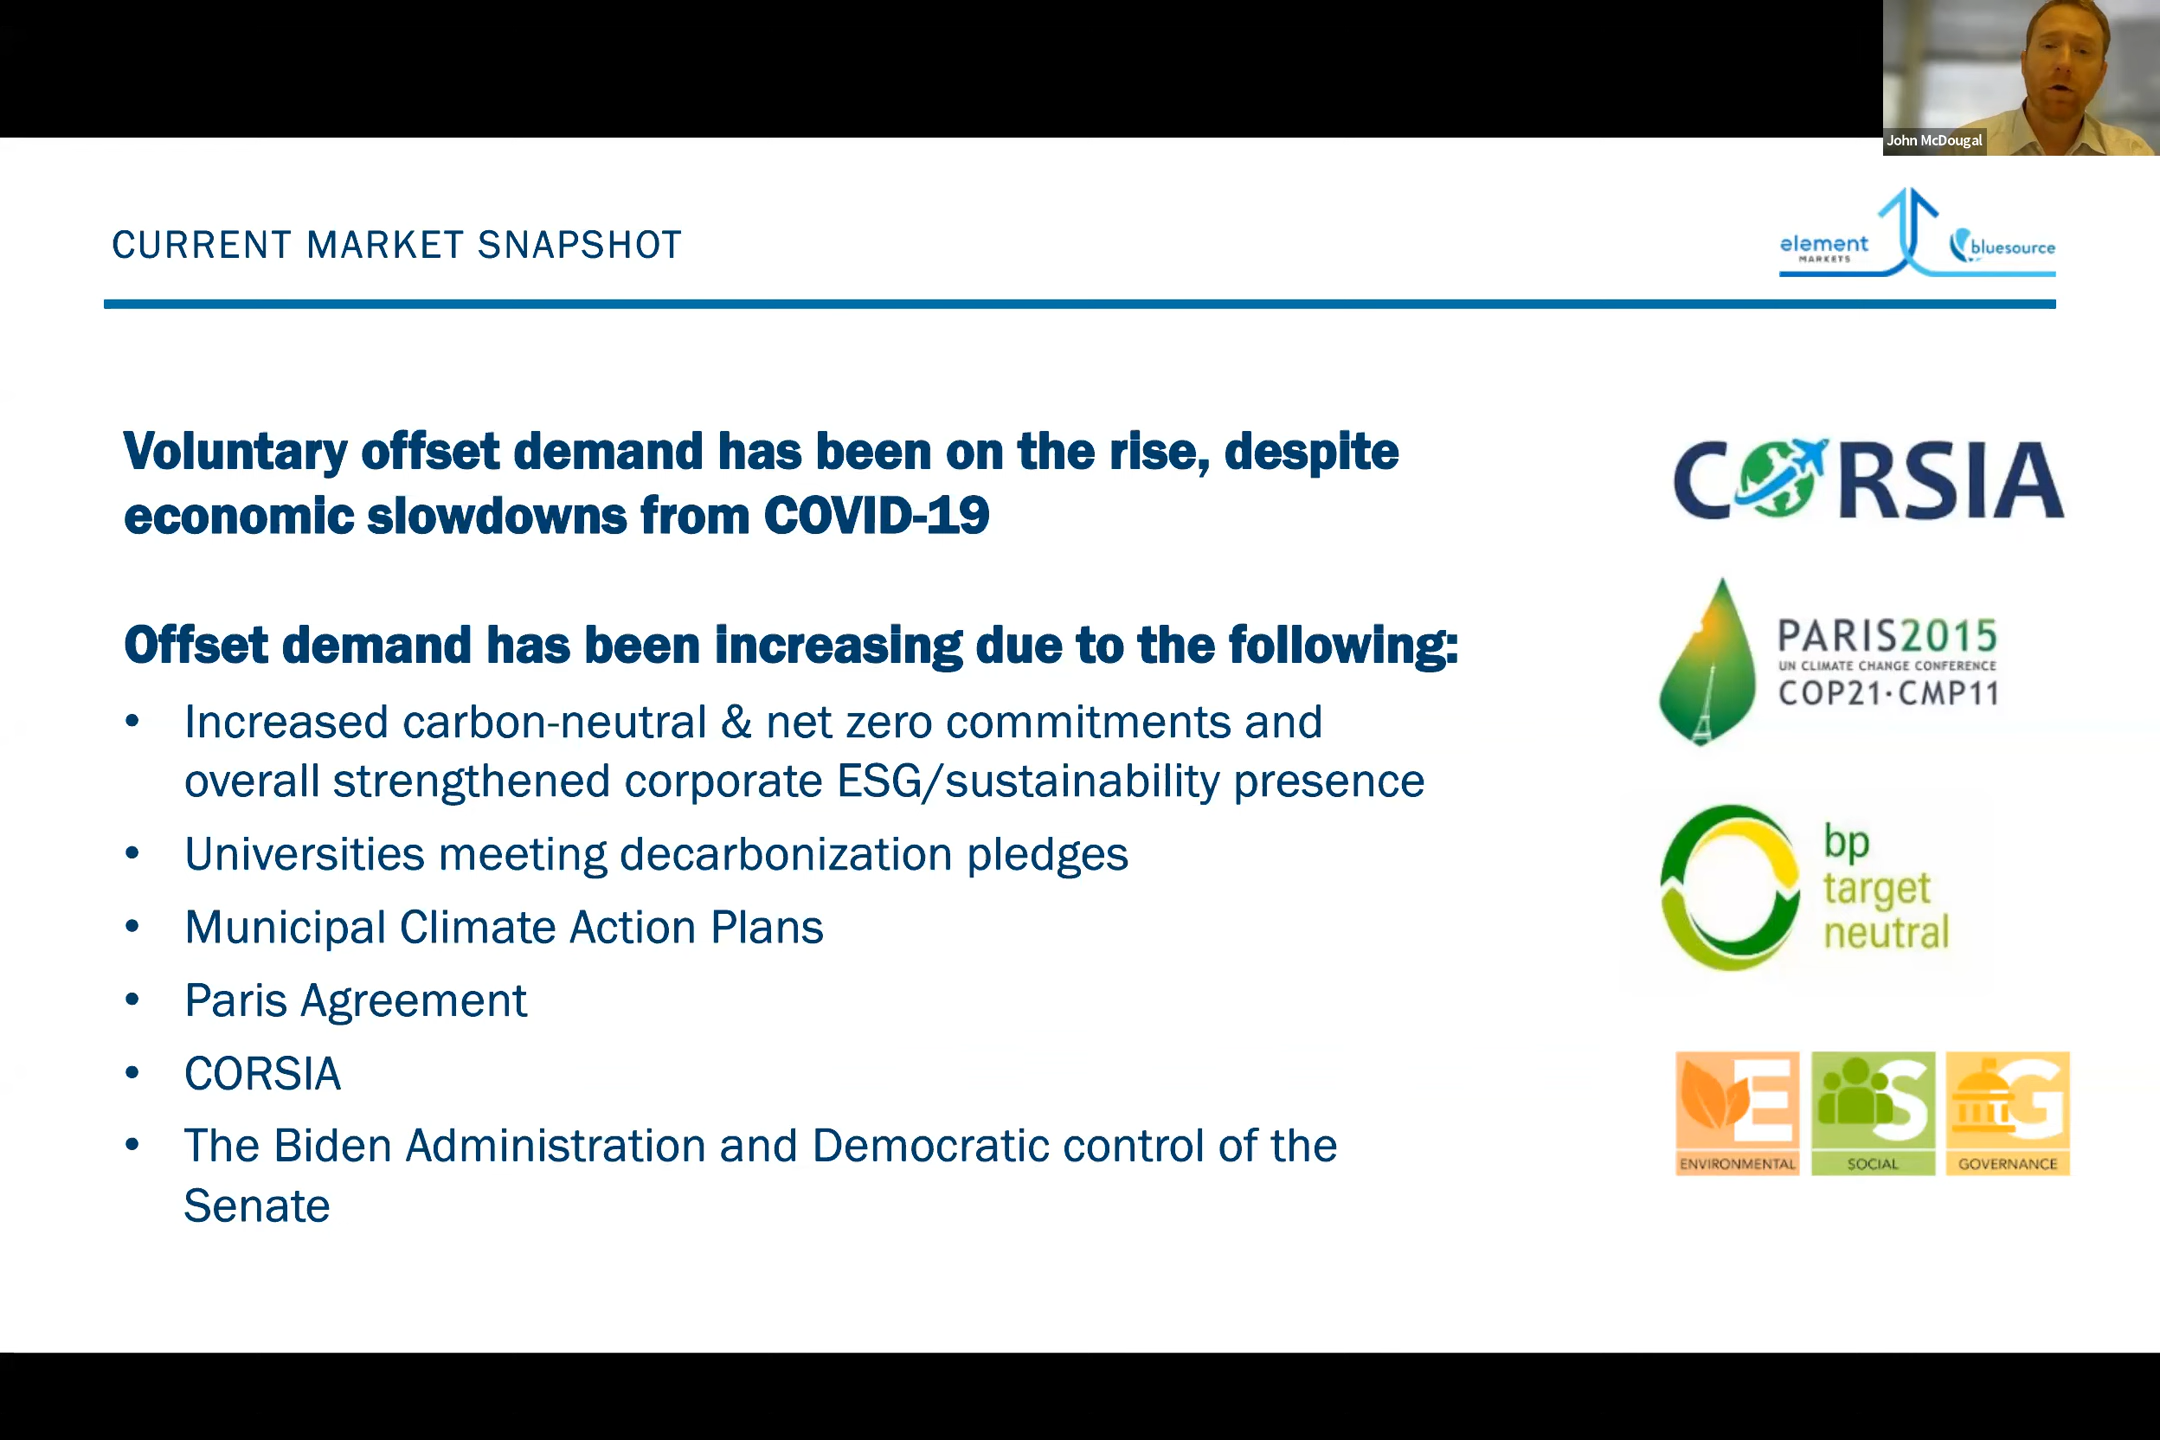 John McDougal
CURRENT MARKET SNAPSHOT
element
MARKETS
bluesource
Voluntary offset demand has been on the rise, despite
economic slowdowns from COVID-19
Offset demand has been increasing due to the following:
• Increased carbon-neutral & net zero commitments and
overall strengthened corporate ESG/sustainability presence
• Universities meeting decarbonization pledges
• Municipal Climate Action Plans
• Paris Agreement
• CORSIA
• The Biden Administration and Democratic control of the
Senate
CORSIA
PARIS2015
UN CLIMATE CHANGE CONFERENCE
COP21·CMP11
bp
target
neutral
E S G
ENVIRONMENTAL SOCIAL GOVERNANCE